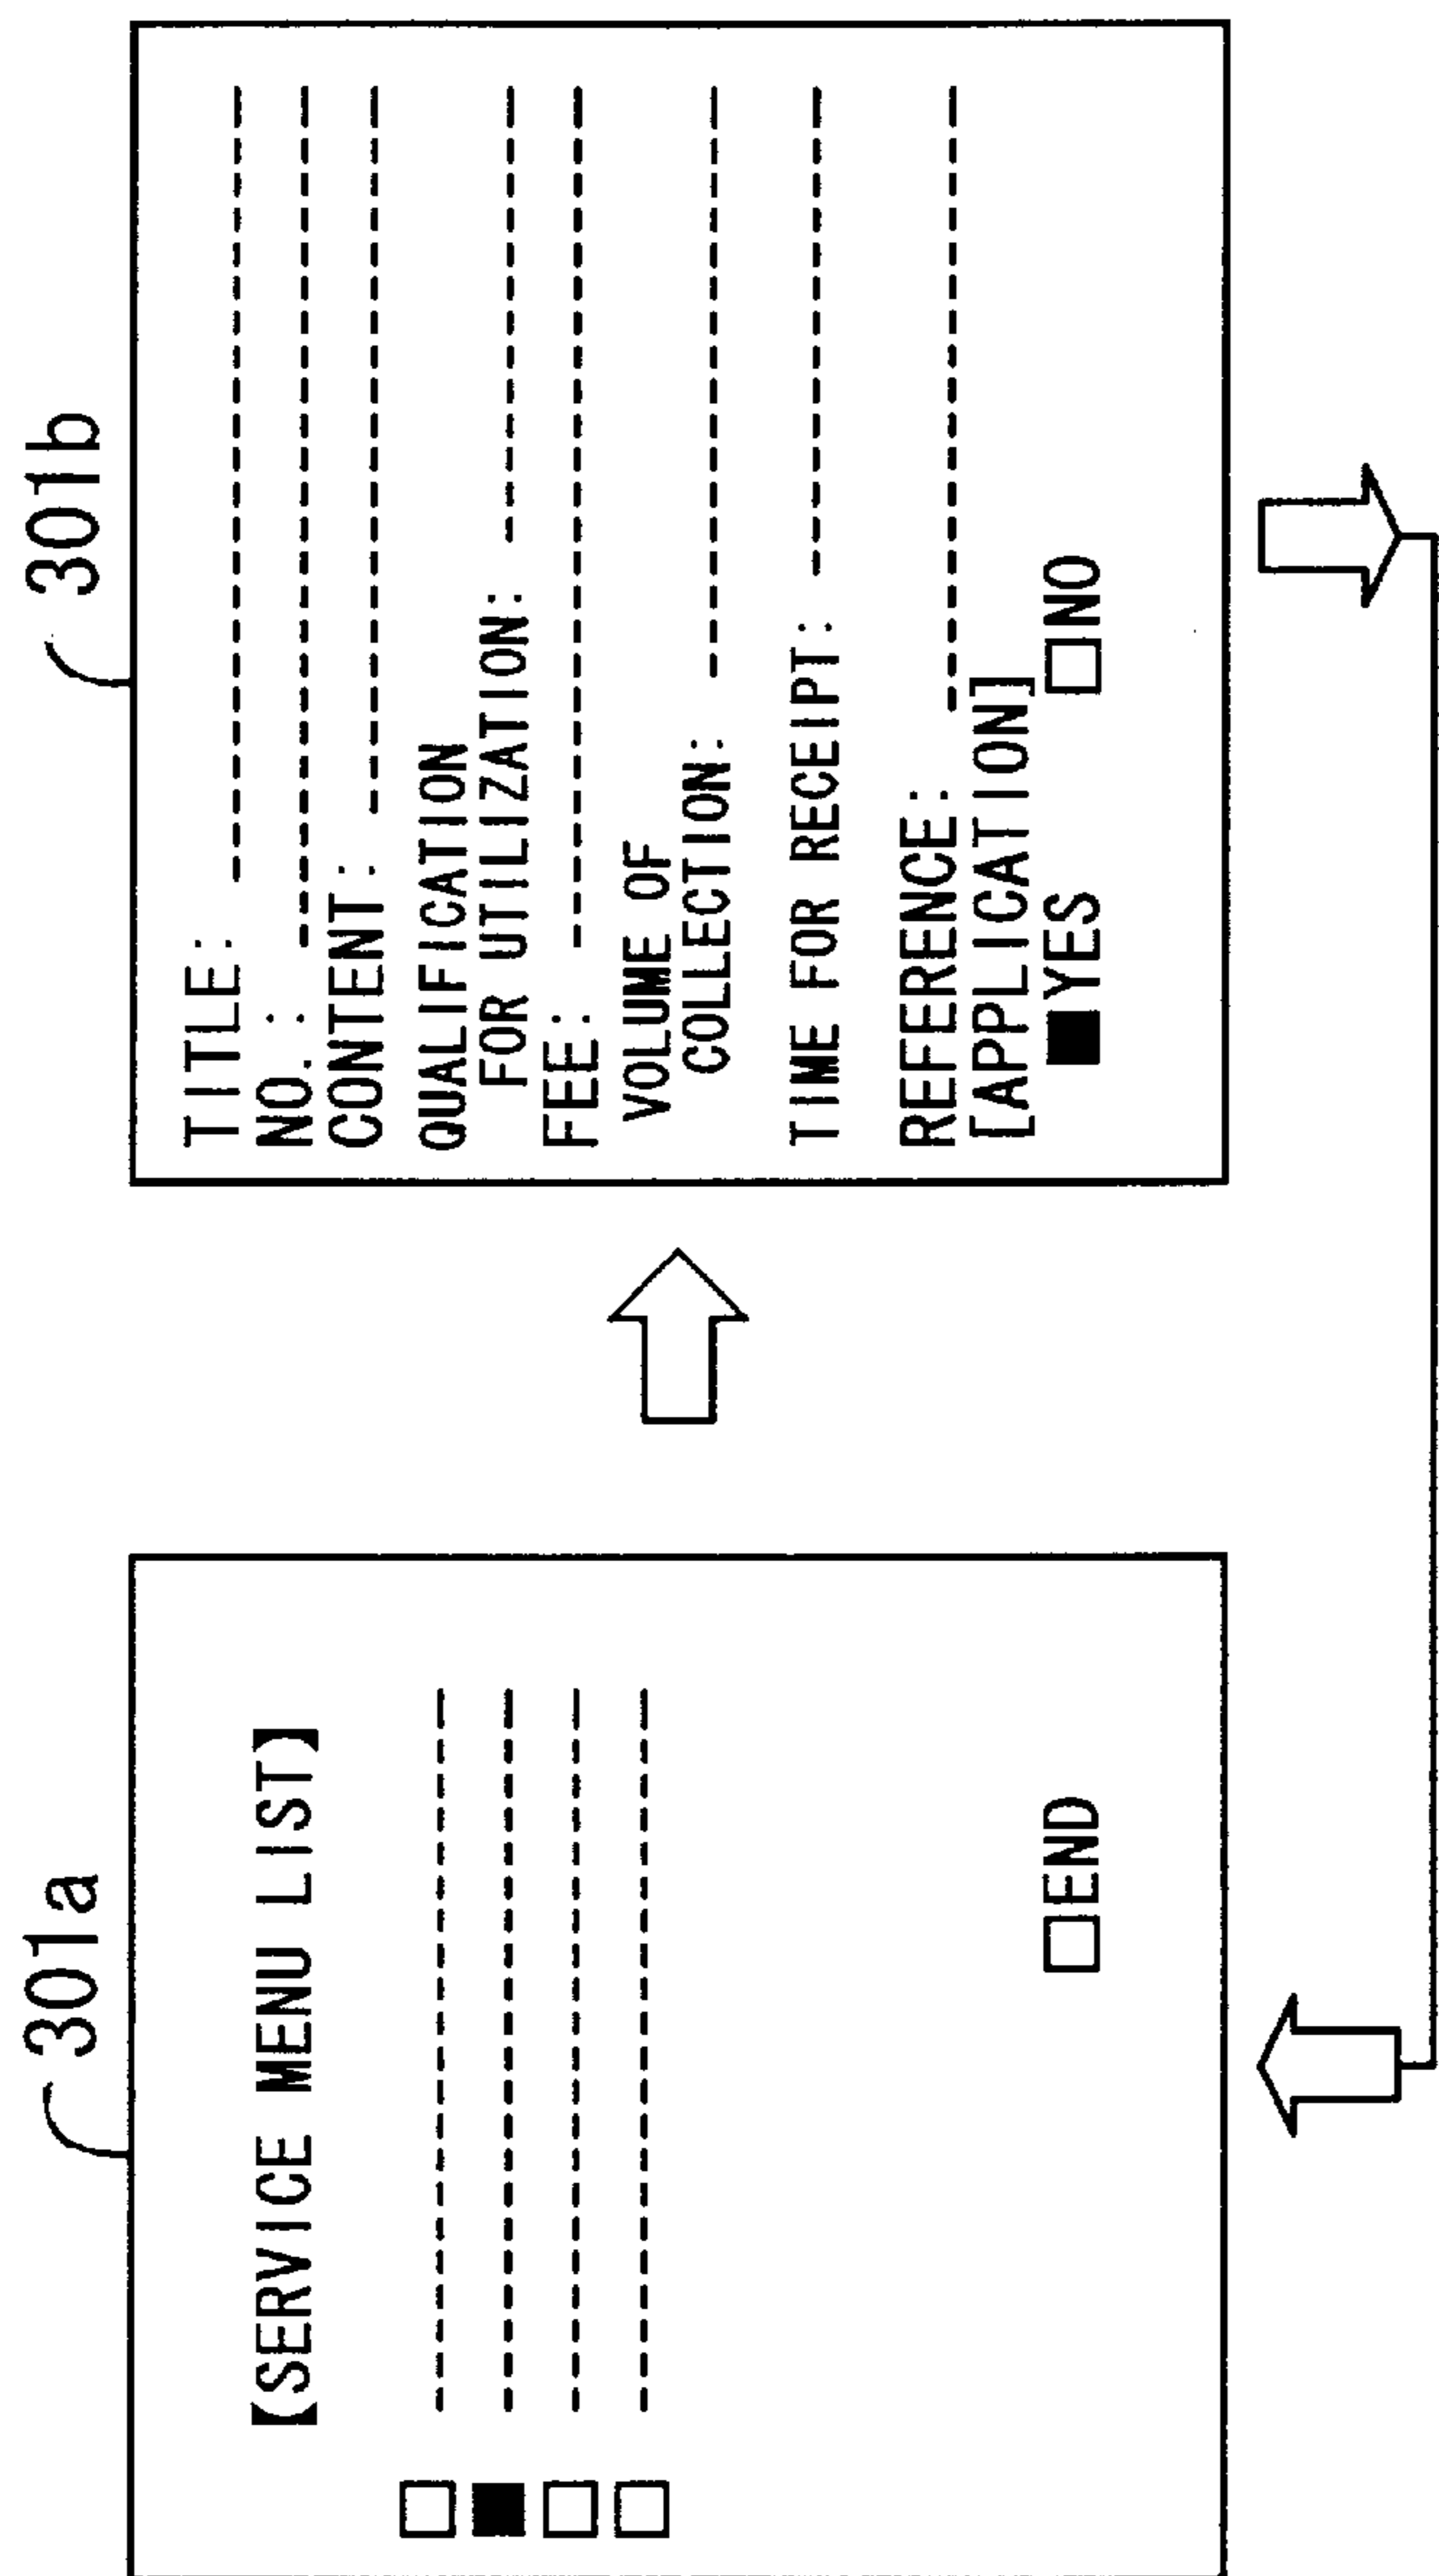 301a
【SERVICE MENU LIST】
□
■
□
□
□END
301b
TITLE:
NO.:
CONTENT:
QUALIFICATION
FOR UTILIZATION:
FEE:
VOLUME OF
COLLECTION:
TIME FOR RECEIPT:
REFERENCE:
[APPLICATION]
■YES □NO